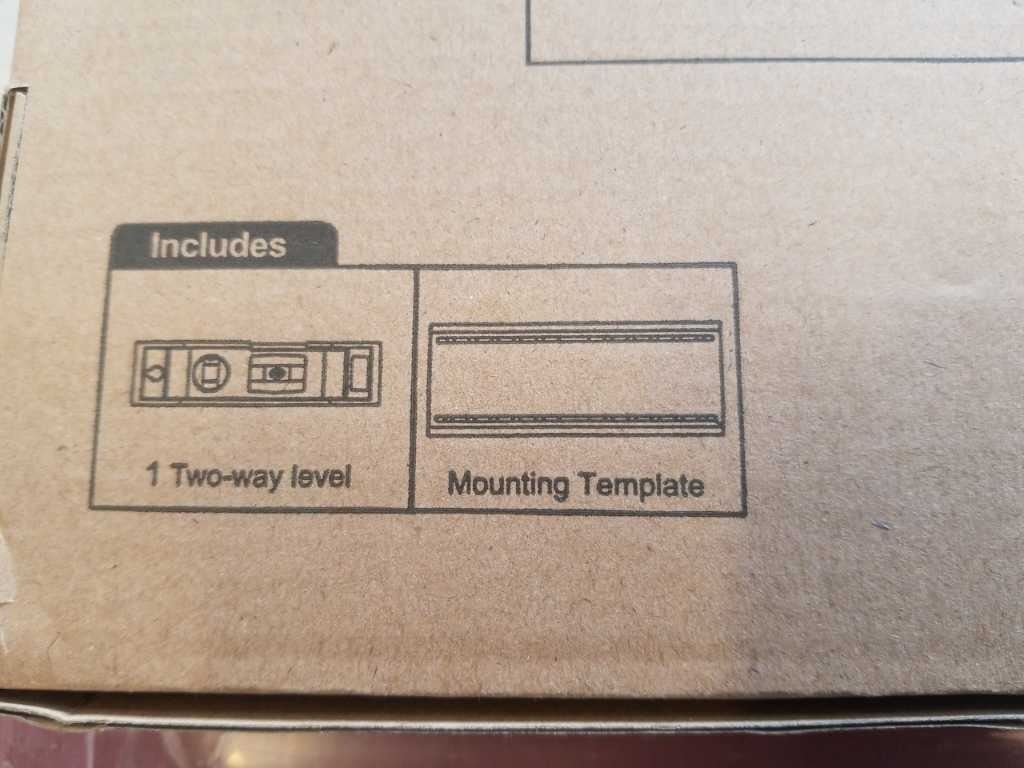 Includes
1 Two-way level
Mounting Template